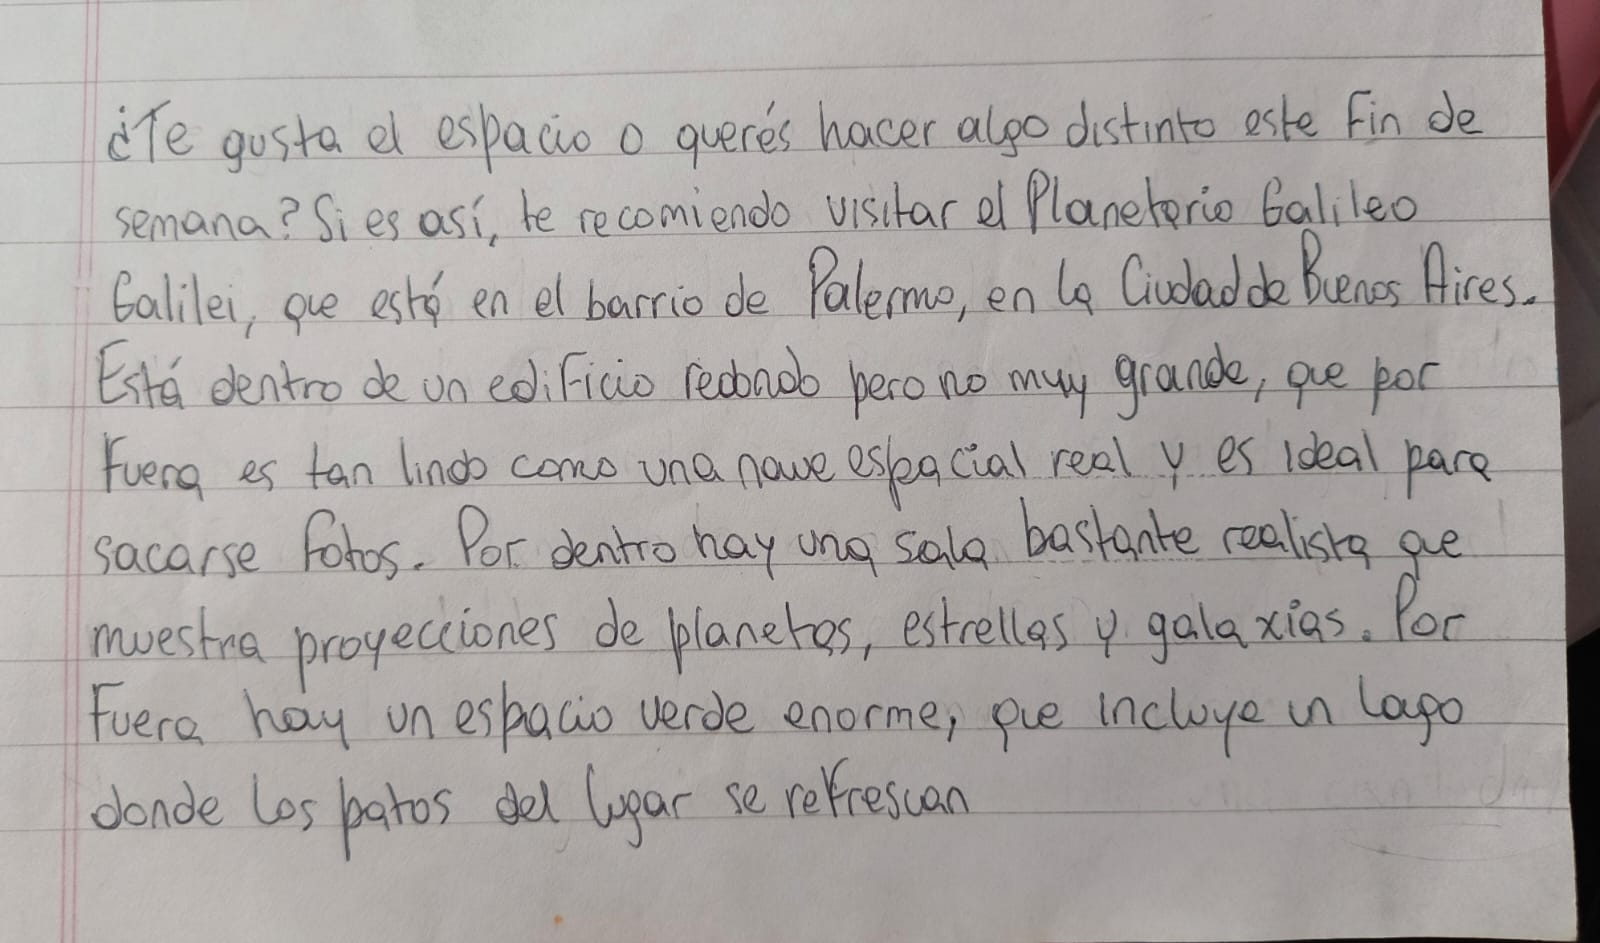 ¿Te gusta el espacio o querés hacer algo distinto este fin de
semana? Si es así, te recomiendo visitar el Planetario Galileo
Galilei, que está en el barrio de Palermo, en la Ciudad de Buenos Aires.
Está dentro de un edificio redondo pero no muy grande, que por
fuera es tan lindo como una nave espacial real y es ideal para
sacarse fotos. Por dentro hay una sala bastante realista que
muestra proyecciones de planetas, estrellas y galaxias. Por
fuera hay un espacio verde enorme, que incluye un lago
donde los patos del lugar se refrescan